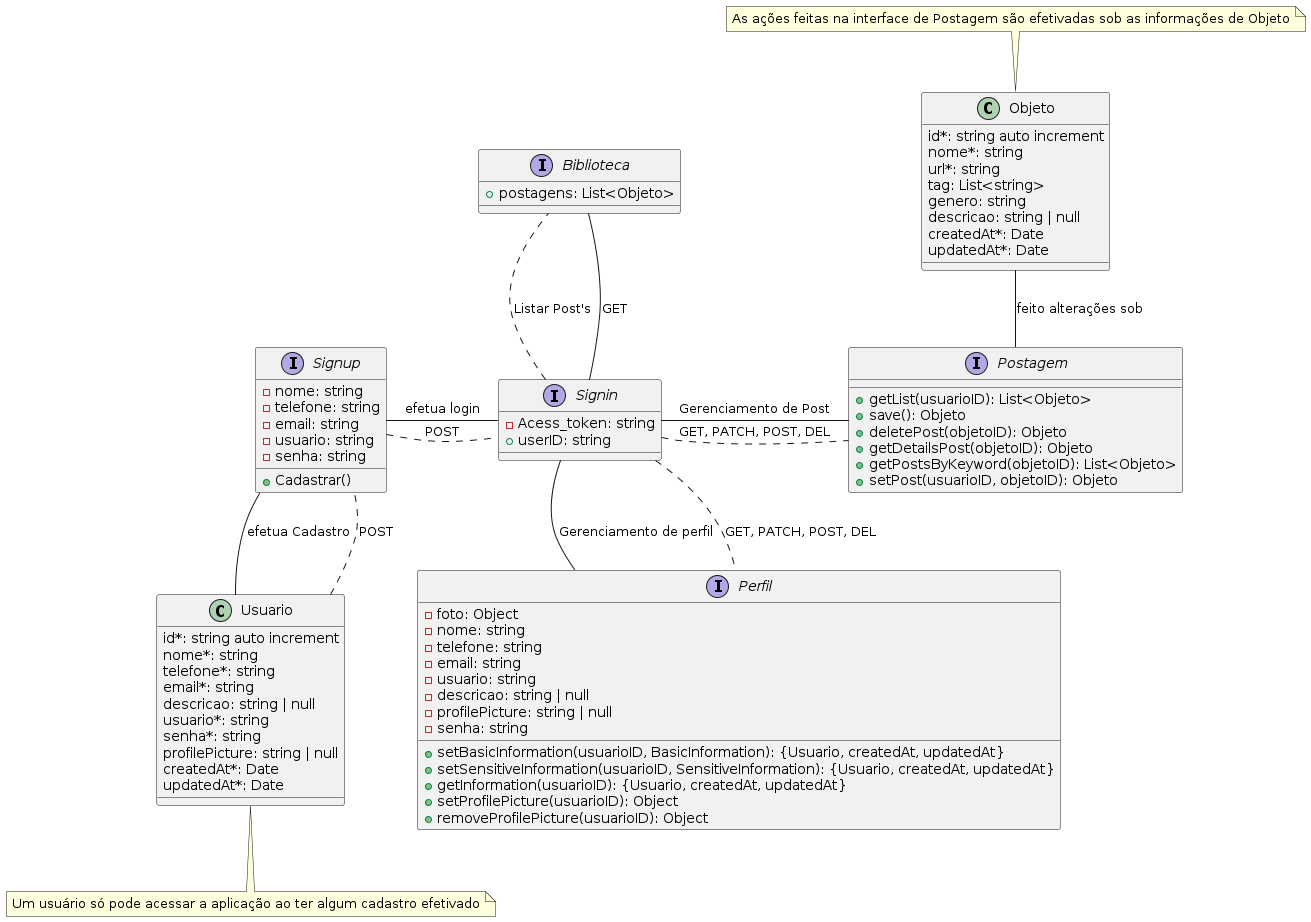 As ações feitas na interface de Postagem são efetivadas sob as informações de Objeto
C Objeto
id*: string auto increment
nome*: string
url*: string
tag: List<string>
genero: string
descricao: string | null
createdAt*: Date
updatedAt*: Date
I Biblioteca
postagens: List<Objeto>
Listar Post's
GET
feito alterações sob
I Signup
nome: string
telefone: string
email: string
usuario: string
senha: string
Cadastrar()
efetua login
POST
I Signin
Acess_token: string
userID: string
Gerenciamento de Post
GET, PATCH, POST, DEL
I Postagem
getList(usuarioID): List<Objeto>
save(): Objeto
deletePost(objetoID): Objeto
getDetailsPost(objetoID): Objeto
getPostsByKeyword(objetoID): List<Objeto>
setPost(usuarioID, objetoID): Objeto
efetua Cadastro
POST
Gerenciamento de perfil
GET, PATCH, POST, DEL
C Usuario
id*: string auto increment
nome*: string
telefone*: string
email*: string
descricao: string | null
usuario*: string
senha*: string
profilePicture: string | null
createdAt*: Date
updatedAt*: Date
I Perfil
foto: Object
nome: string
telefone: string
email: string
usuario: string
descricao: string | null
profilePicture: string | null
senha: string
setBasicInformation(usuarioID, BasicInformation): {Usuario, createdAt, updatedAt}
setSensitiveInformation(usuarioID, SensitiveInformation): {Usuario, createdAt, updatedAt}
getInformation(usuarioID): {Usuario, createdAt, updatedAt}
setProfilePicture(usuarioID): Object
removeProfilePicture(usuarioID): Object
Um usuário só pode acessar a aplicação ao ter algum cadastro efetivado